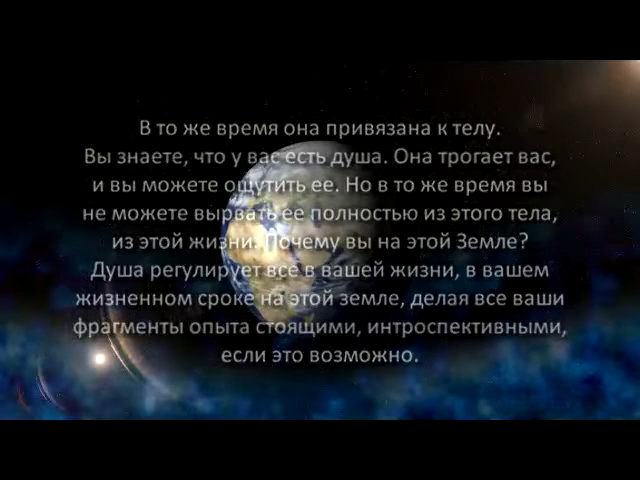 В то же время она привязана к телу.
Вы знаете, что у вас есть душа. Она трогает вас,
и вы можете ощутить ее. Но в то же время вы
не можете вырвать ее полностью из этого тела,
из этой жизни. Почему вы на этой Земле?
Душа регулирует все в вашей жизни, в вашем
жизненном сроке на этой земле, делая все ваши
фрагменты опыта стоящими, интроспективными,
если это возможно.